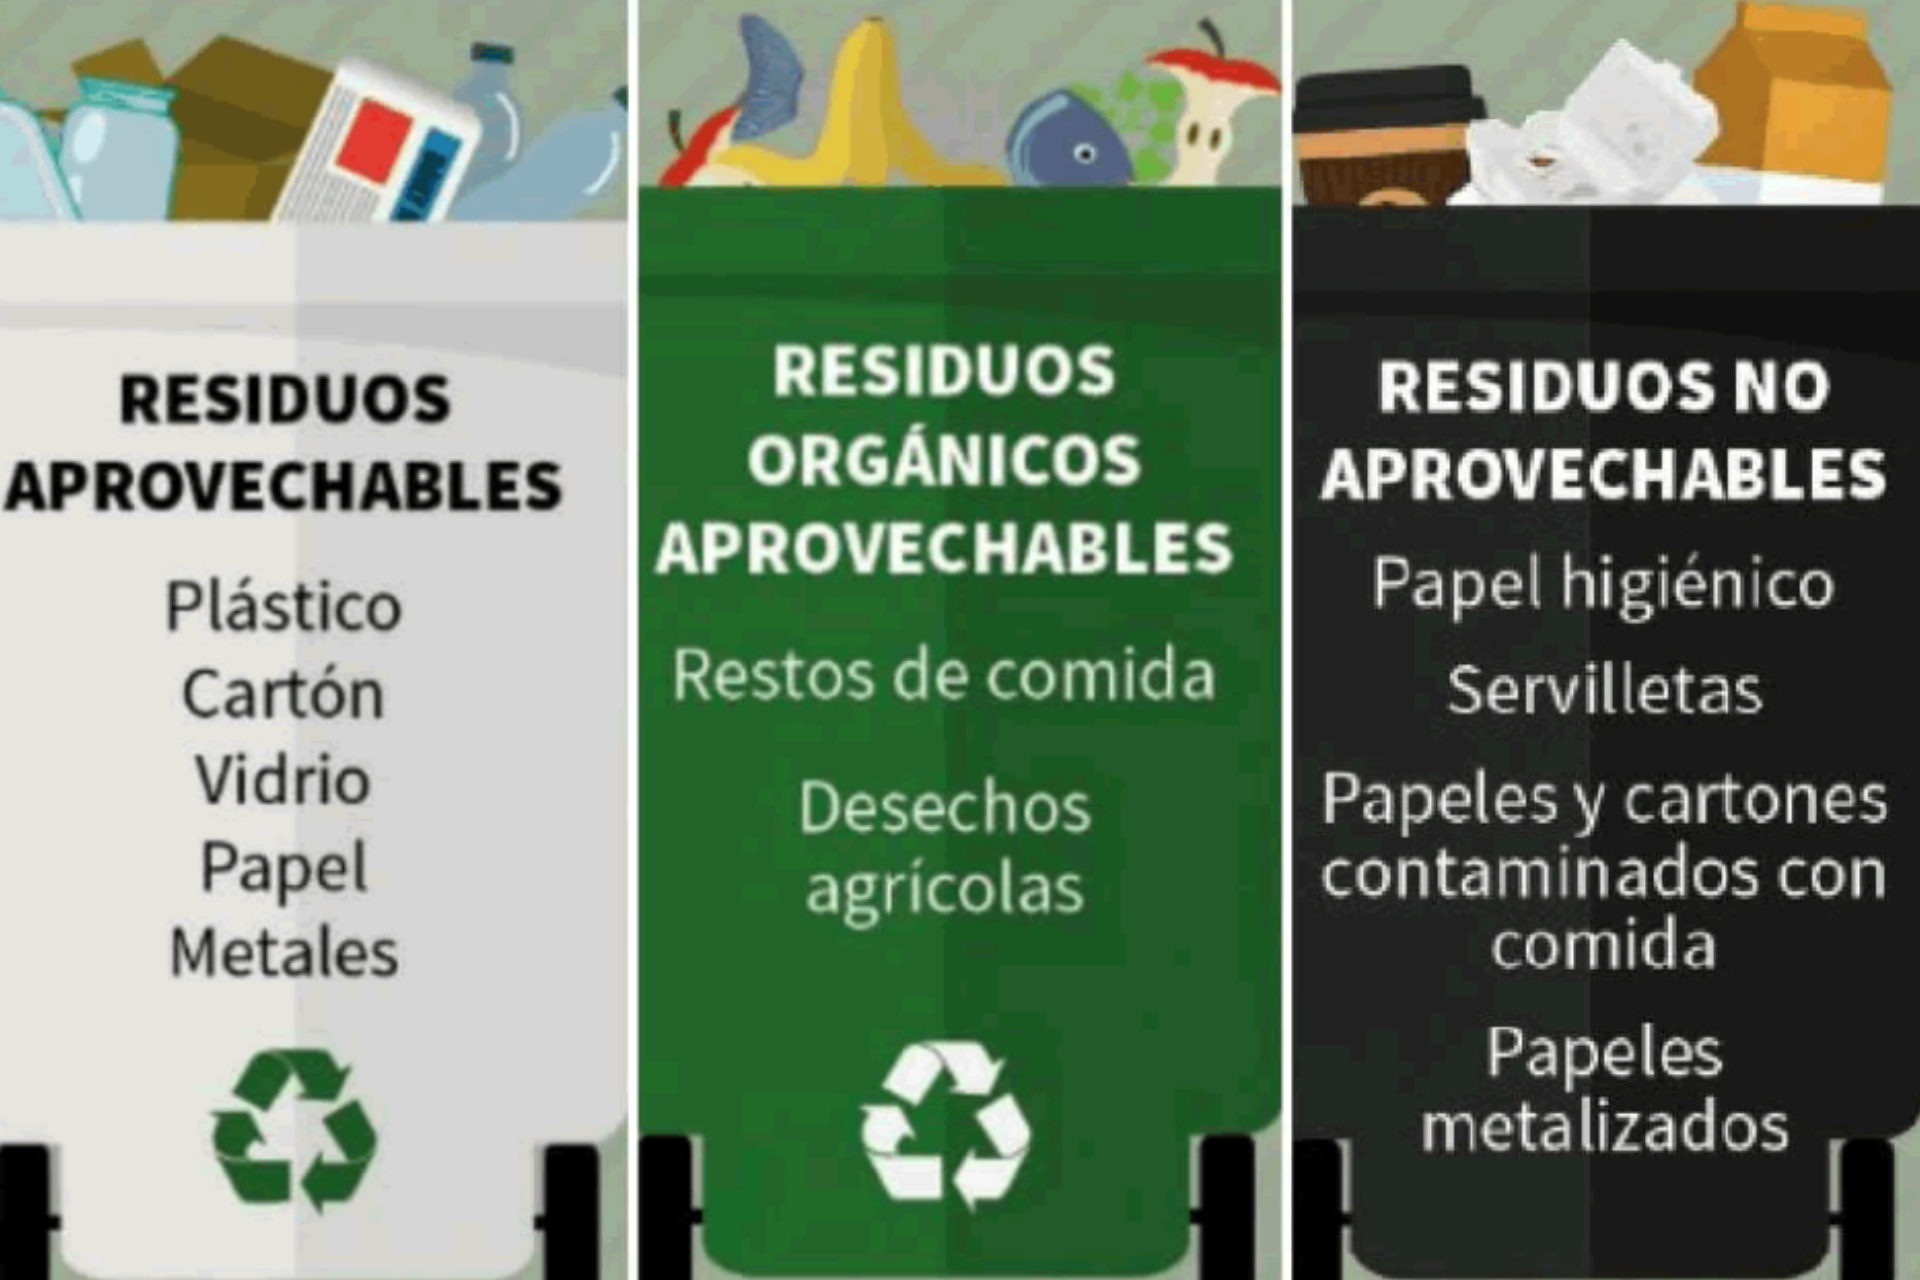 RESIDUOS
APROVECHABLES
Plástico
Cartón
Vidrio
Papel
Metales
RESIDUOS
ORGÁNICOS
APROVECHABLES
Restos de comida
Desechos
agrícolas
RESIDUOS NO
APROVECHABLES
Papel higiénico
Servilletas
Papeles y cartones
contaminados con
comida
Papeles
metalizados